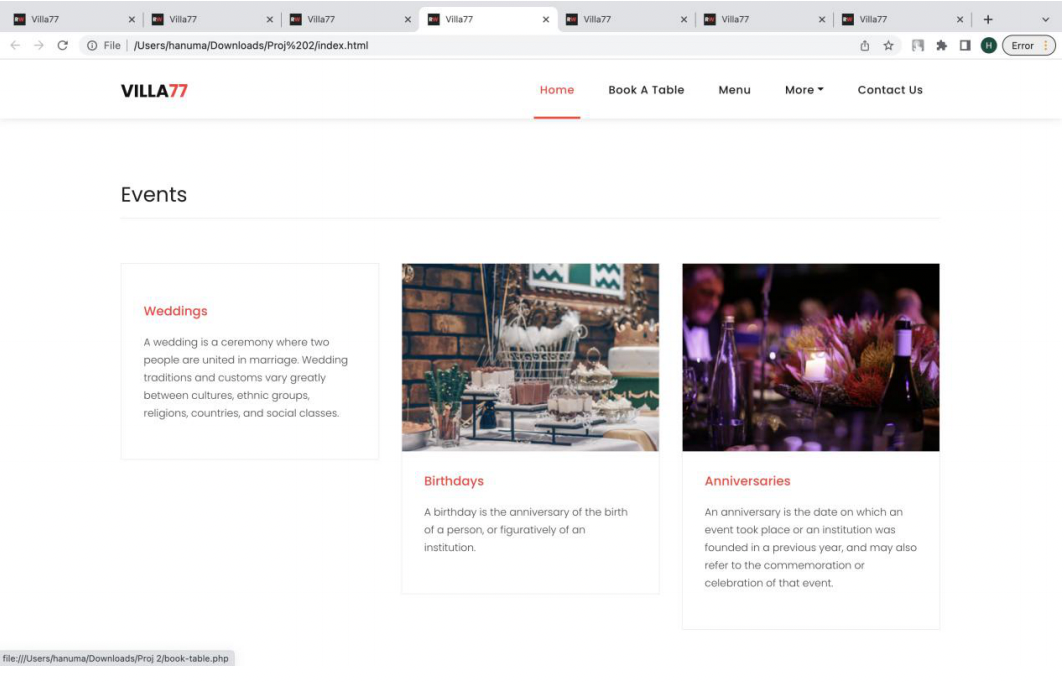 Villa77
Villa77
Villa77
Villa77
Villa77
Villa77
Villa77
File
/Users/hanuma/Downloads/Proj%202/index.html
H
Error
VILLA77
Home
Book A Table
Menu
More
Contact Us
Events
Weddings
A wedding is a ceremony where two
people are united in marriage. Wedding
traditions and customs vary greatly
between cultures, ethnic groups,
religions, countries, and social classes.
Birthdays
A birthday is the anniversary of the birth
of a person, or figuratively of an
institution.
Anniversaries
An anniversary is the date on which an
event took place or an institution was
founded in a previous year, and may also
refer to the commemoration or
celebration of that event.
file:///Users/hanuma/Downloads/Proj 2/book-table.php